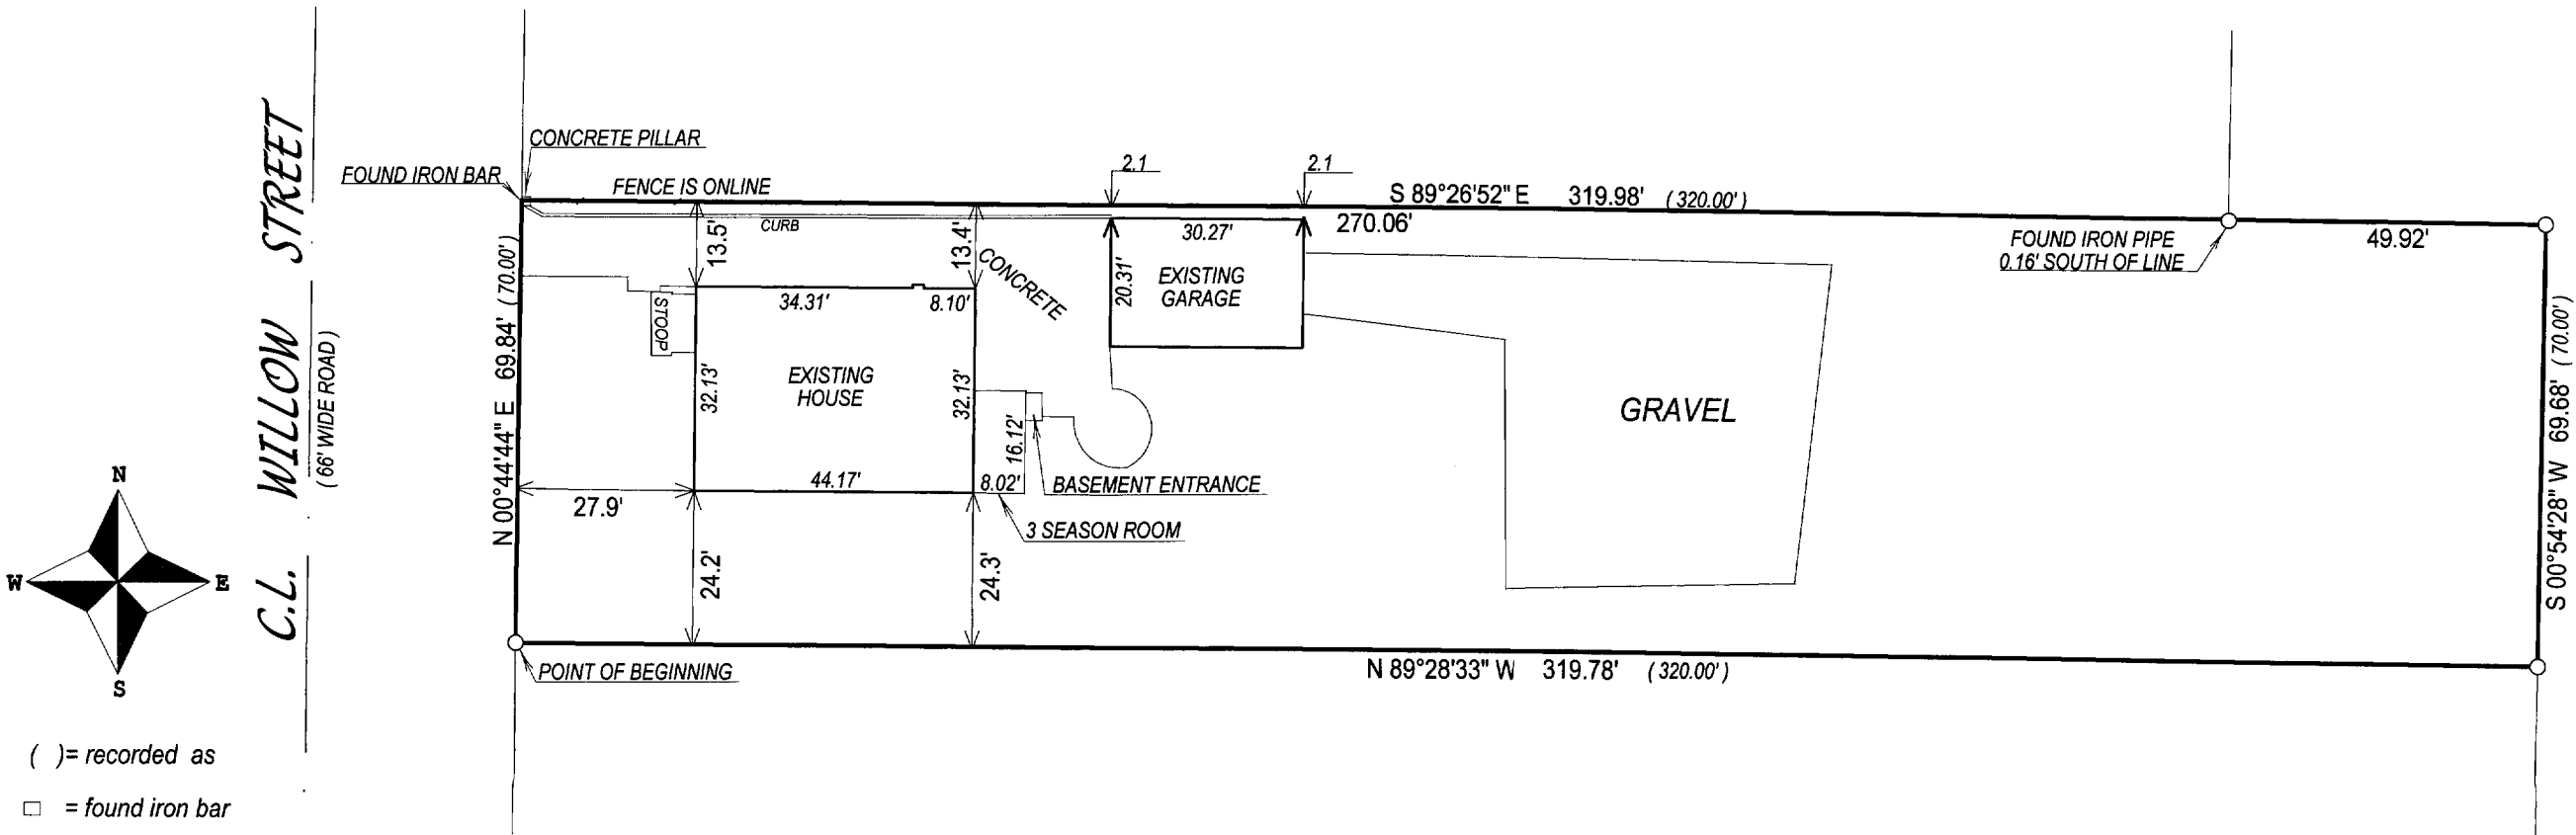 CONCRETE PILLAR
FOUND IRON BAR
FENCE IS ONLINE
2.1
2.1
S 89°26'52" E 319.98' (320.00')
270.06'
CURB
13.5'
13.4'
CONCRETE
30.27'
20.31'
EXISTING
GARAGE
FOUND IRON PIPE
0.16' SOUTH OF LINE
49.92'
C.L. WILLOW STREET
(66' WIDE ROAD)
N 00°44'44" E 69.84' (70.00')
STOOP
34.31'
8.10'
32.13'
EXISTING
HOUSE
32.13'
44.17'
27.9'
16.12'
8.02'
BASEMENT ENTRANCE
3 SEASON ROOM
GRAVEL
S 00°54'28" W 69.68' (70.00')
24.2'
24.3'
POINT OF BEGINNING
N 89°28'33" W 319.78' (320.00')
N
W
E
S
( )= recorded as
= found iron bar